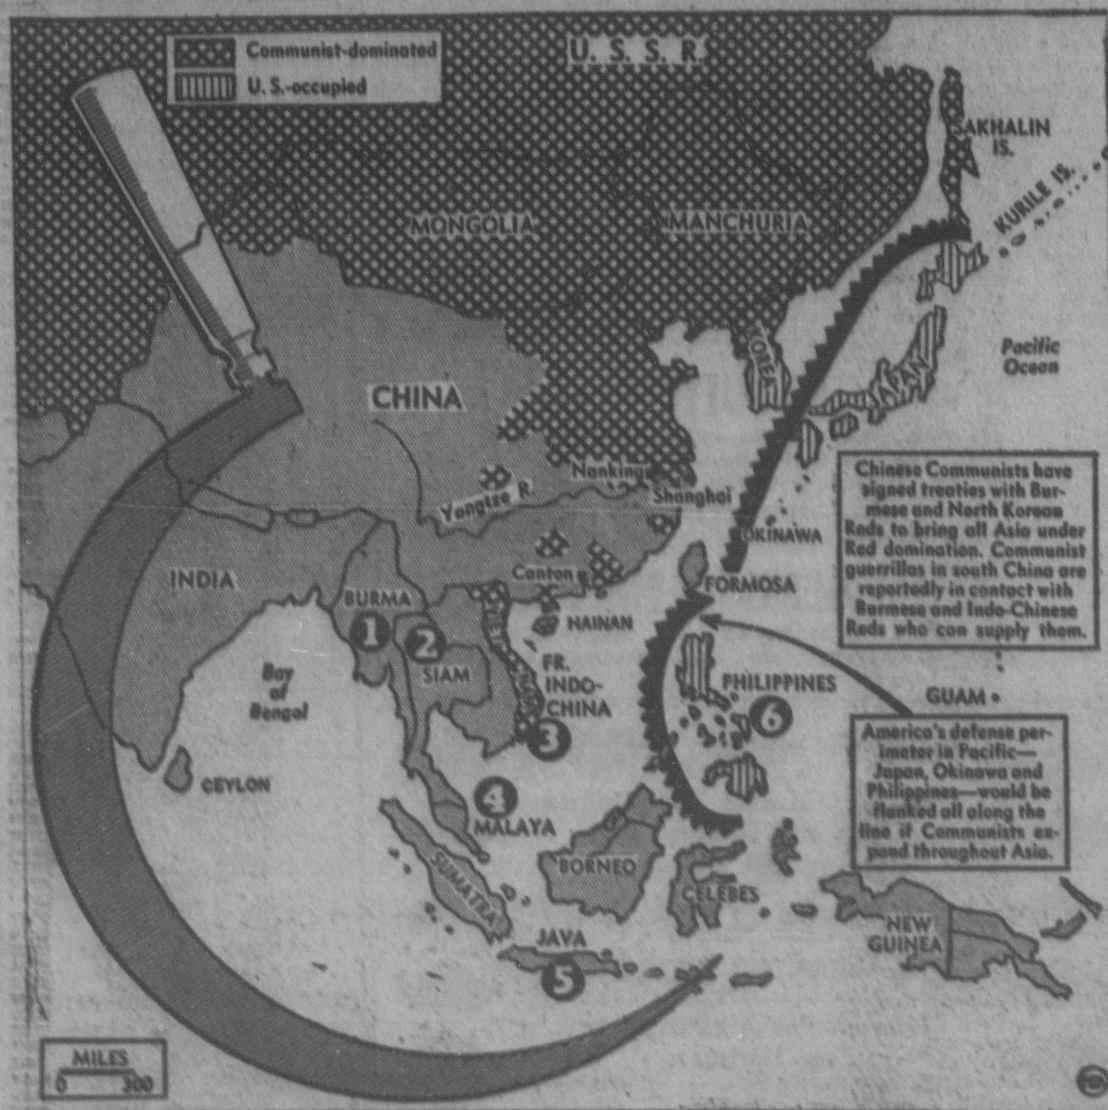 Communist-dominated
U. S.-occupied
U. S. S. R.
SAKHALIN
IS.
KURILE IS.
MONGOLIA
MANCHURIA
KOREA
JAPAN
Pacific
Ocean
CHINA
Nanking
Shanghai
Yangtze R.
OKINAWA
Chinese Communists have
signed treaties with Bur-
mese and North Korean
Reds to bring all Asia under
Red domination. Communist
guerrillas in south China are
reportedly in contact with
Burmese and Indo-Chinese
Reds who can supply them.
INDIA
Canton
FORMOSA
BURMA
HAINAN
1
2
SIAM
VIET NAM
FR.
INDO-
CHINA
3
Bay
of
Bengal
PHILIPPINES
6
GUAM
America's defense per-
imeter in Pacific—
Japan, Okinawa and
Philippines—would be
flanked all along the
line if Communists ex-
pand throughout Asia.
CEYLON
4
MALAYA
SUMATRA
BORNEO
CELEBES
NEW
GUINEA
JAVA
5
MILES
0 300